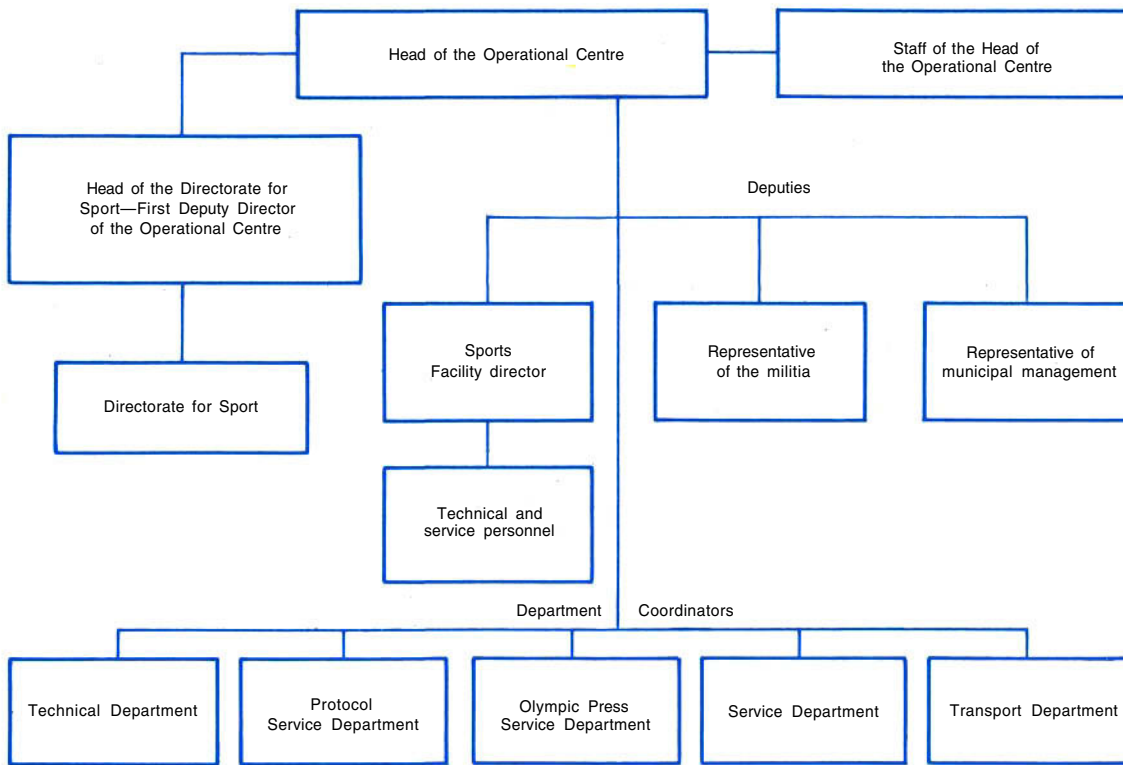 Head of the Operational Centre
Staff of the Head of
the Operational Centre
Head of the Directorate for
Sport—First Deputy Director
of the Operational Centre
Deputies
Directorate for Sport
Sports
Facility director
Representative
of the militia
Representative of
municipal management
Technical and
service personnel
Department Coordinators
Technical Department
Protocol
Service Department
Olympic Press
Service Department
Service Department
Transport Department